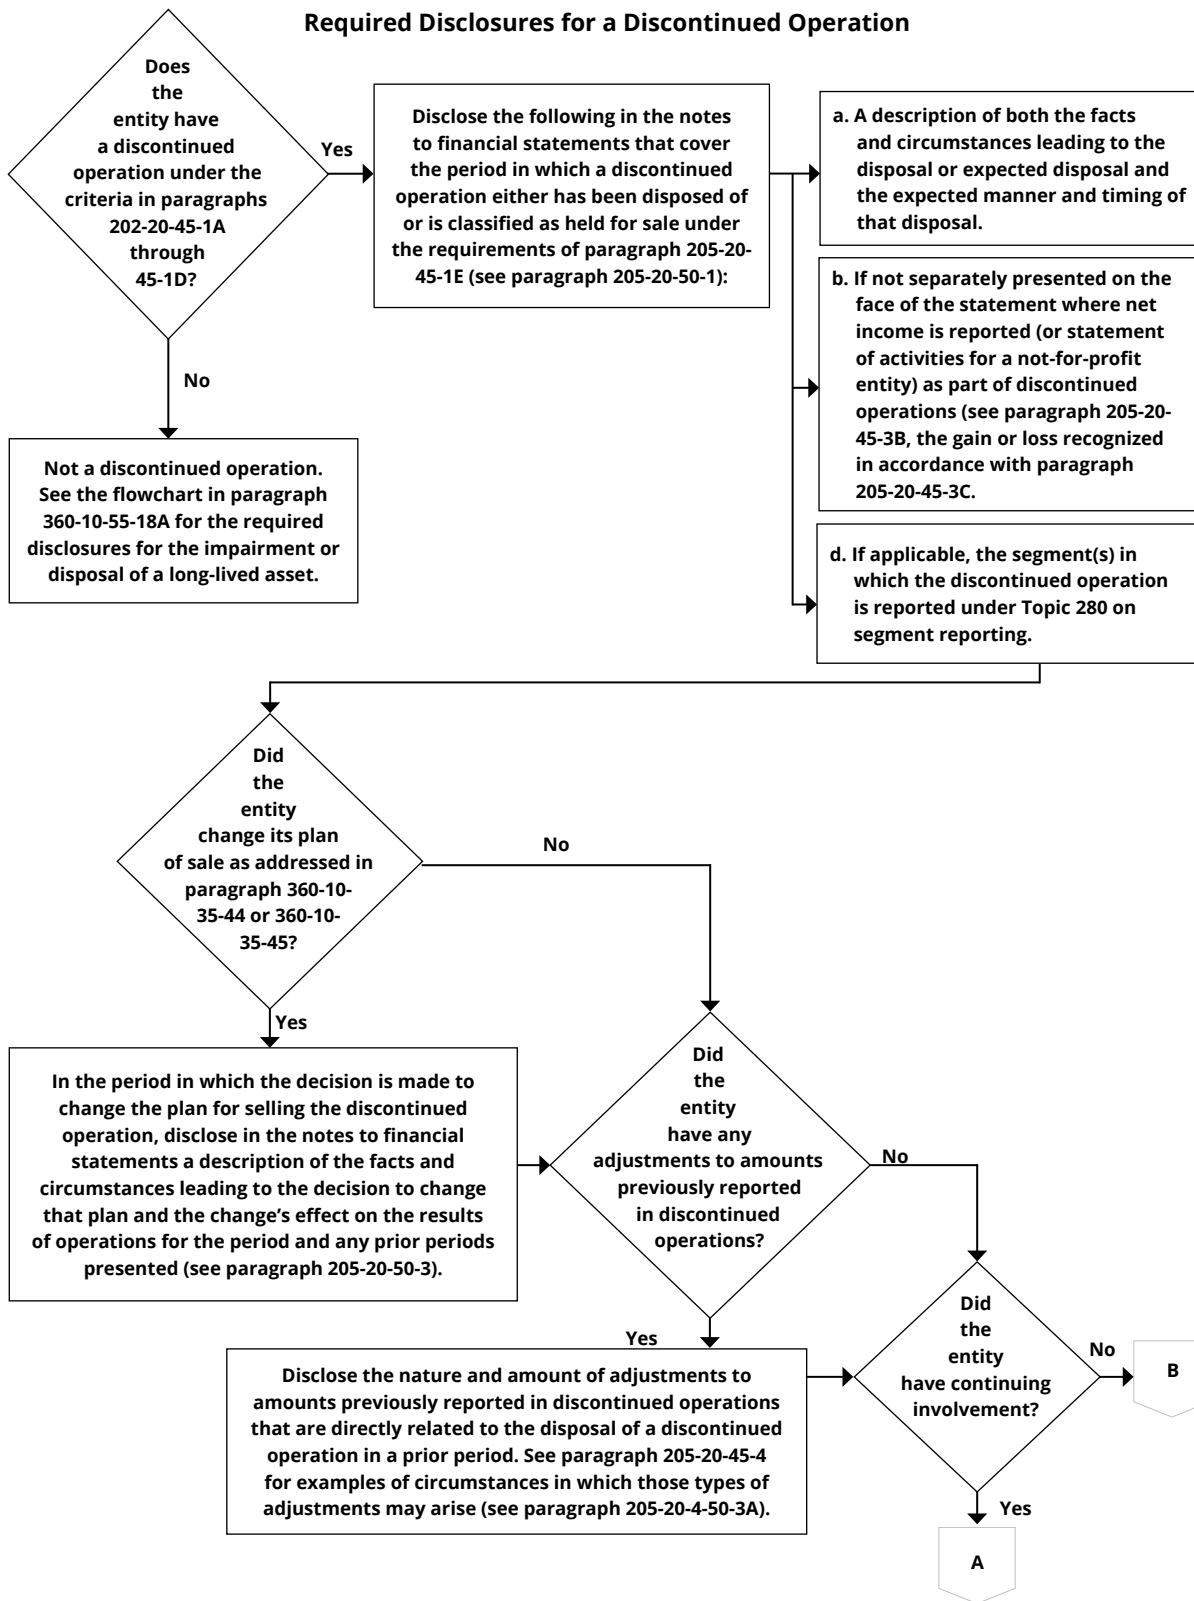 Required Disclosures for a Discontinued Operation
Does
the
entity have
a discontinued
operation under the
criteria in paragraphs
202-20-45-1A
through
45-1D?
Yes
Disclose the following in the notes
to financial statements that cover
the period in which a discontinued
operation either has been disposed of
or is classified as held for sale under
the requirements of paragraph 205-20-
45-1E (see paragraph 205-20-50-1):
a. A description of both the facts
and circumstances leading to the
disposal or expected disposal and
the expected manner and timing of
that disposal.
b. If not separately presented on the
face of the statement where net
income is reported (or statement
of activities for a not-for-profit
entity) as part of discontinued
operations (see paragraph 205-20-
45-3B, the gain or loss recognized
in accordance with paragraph
205-20-45-3C.
d. If applicable, the segment(s) in
which the discontinued operation
is reported under Topic 280 on
segment reporting.
No
Not a discontinued operation.
See the flowchart in paragraph
360-10-55-18A for the required
disclosures for the impairment or
disposal of a long-lived asset.
Did
the
entity
change its plan
of sale as addressed in
paragraph 360-10-
35-44 or 360-10-
35-45?
No
Yes
In the period in which the decision is made to
change the plan for selling the discontinued
operation, disclose in the notes to financial
statements a description of the facts and
circumstances leading to the decision to change
that plan and the change’s effect on the results
of operations for the period and any prior periods
presented (see paragraph 205-20-50-3).
Did
the
entity
have any
adjustments to amounts
previously reported
in discontinued
operations?
No
Yes
Disclose the nature and amount of adjustments to
amounts previously reported in discontinued operations
that are directly related to the disposal of a discontinued
operation in a prior period. See paragraph 205-20-45-4
for examples of circumstances in which those types of
adjustments may arise (see paragraph 205-20-4-50-3A).
Did
the
entity
have continuing
involvement?
No
B
Yes
A